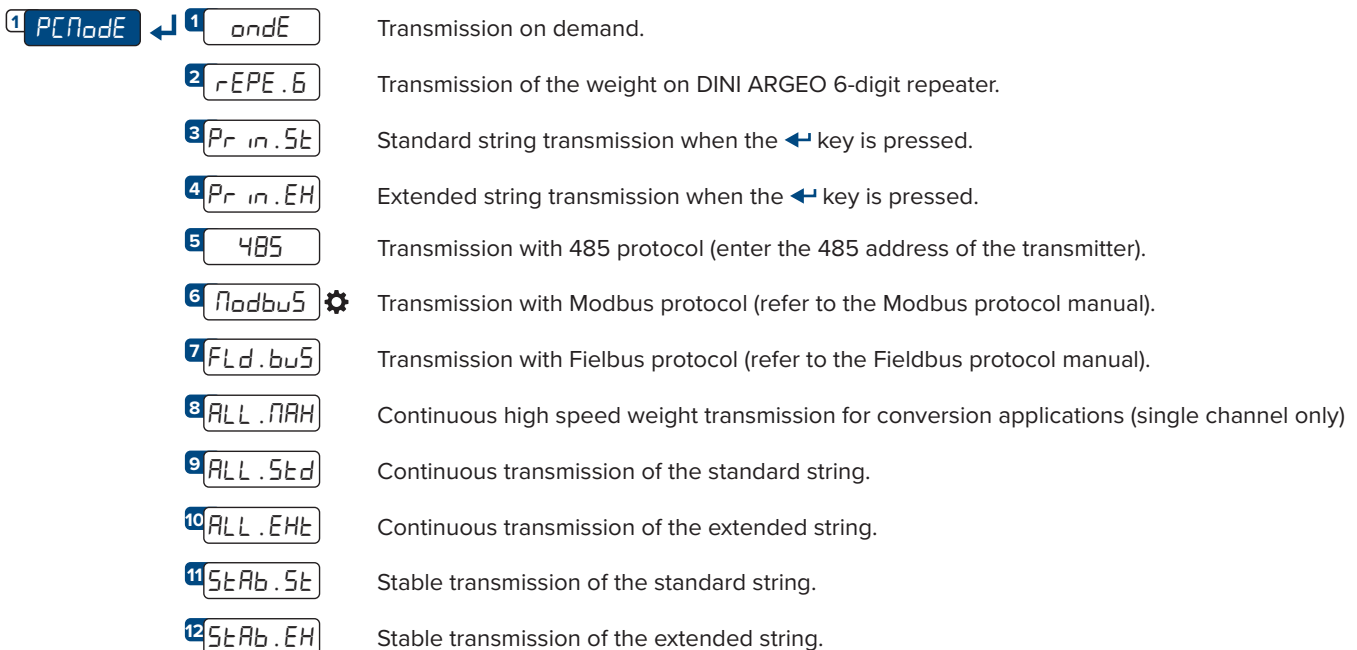 1 PCModE ↵ 1 ondE Transmission on demand.
2 rEPE.6 Transmission of the weight on DINI ARGEO 6-digit repeater.
3 Prin.St Standard string transmission when the ↵ key is pressed.
4 Prin.EH Extended string transmission when the ↵ key is pressed.
5 485 Transmission with 485 protocol (enter the 485 address of the transmitter).
6 ModbuS Transmission with Modbus protocol (refer to the Modbus protocol manual).
7 FLd.buS Transmission with Fielbus protocol (refer to the Fieldbus protocol manual).
8 ALL.MAH Continuous high speed weight transmission for conversion applications (single channel only)
9 ALL.Std Continuous transmission of the standard string.
10 ALL.EHt Continuous transmission of the extended string.
11 StAb.St Stable transmission of the standard string.
12 StAb.EH Stable transmission of the extended string.